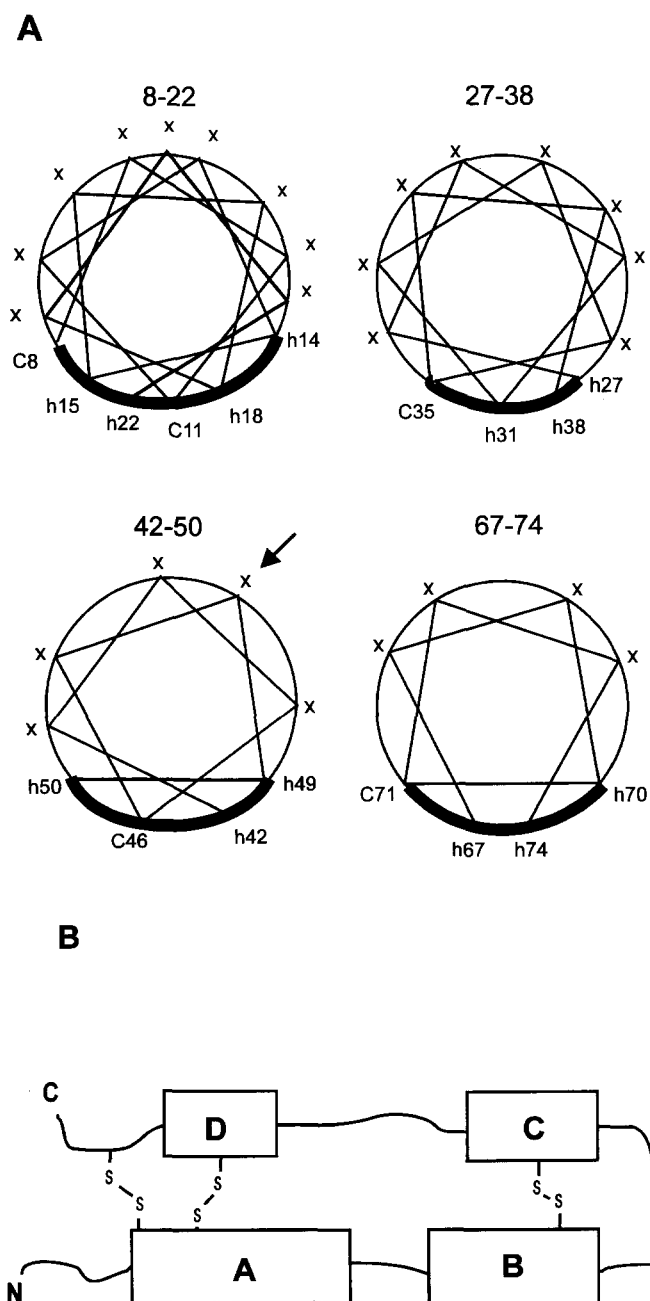 A
8-22 27-38
x x x x x
x x x x
x x x x
x x x x
C8 h14 C35 h27
h15 h22 C11 h18 h31 h38
42-50 67-74
x x x x
x x x
x x
h50 h49 C71 h70
C46 h42 h67 h74
B
C
D C
S S S
S S S
A B
N